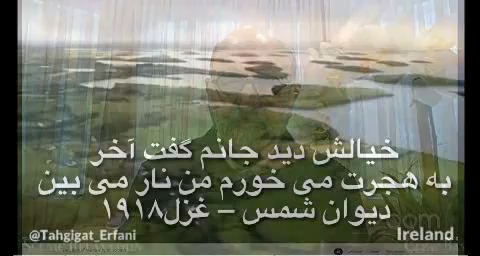 خیالش دید جانم گفت آخر
به هجرت می خورم من نار می بین
دیوان شمس – غزل۱۹۱۸
@Tahgigat_Erfani
Ireland